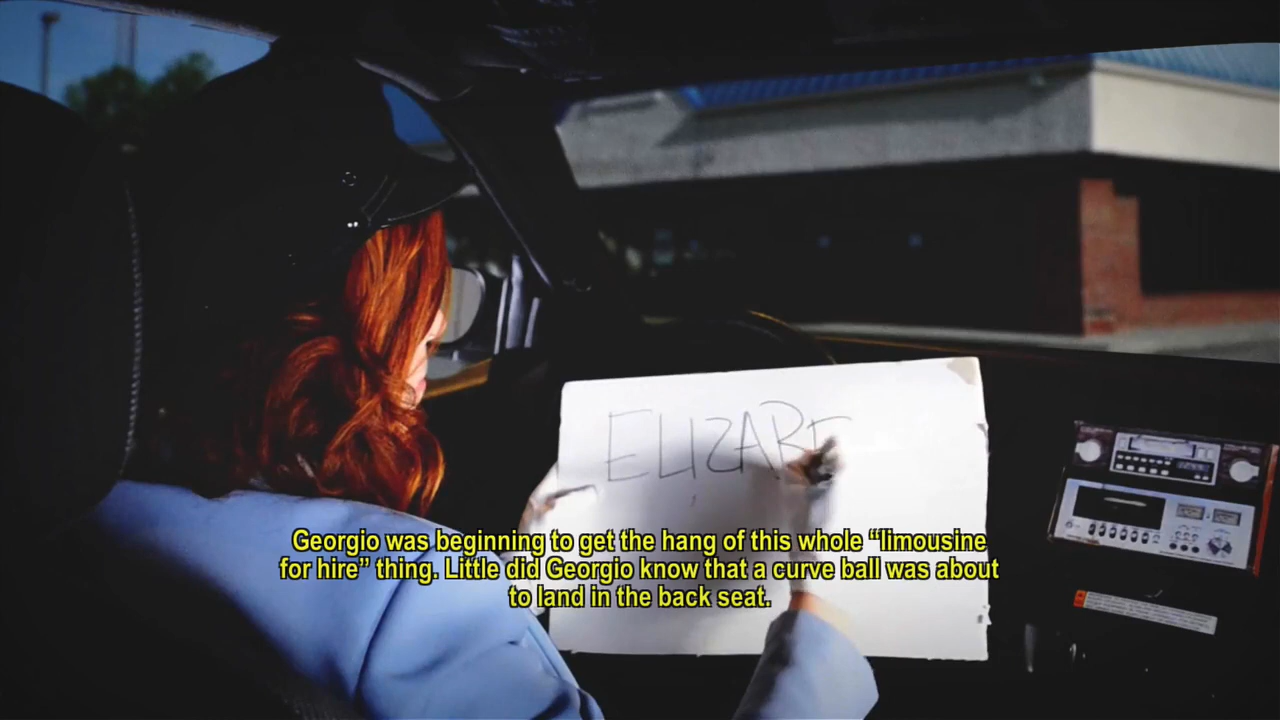 ELIZABE
Georgio was beginning to get the hang of this whole “limousine
for hire” thing. Little did Georgio know that a curve ball was about
to land in the back seat.